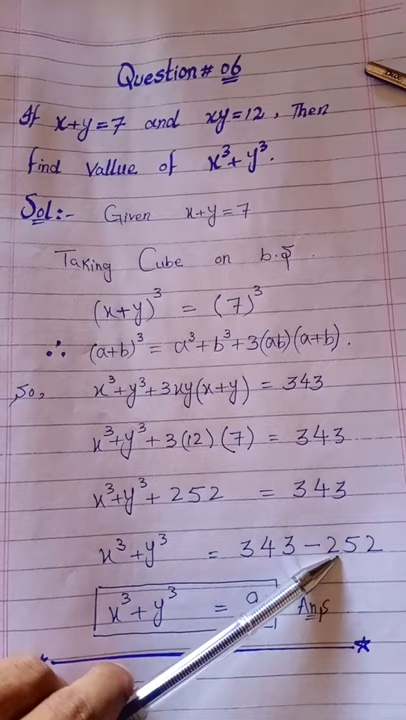 Question # 06
If x+y=7 and xy=12, Then
find vallue of x³+y³.
Sol:- Given x+y=7
Taking Cube on b.s.
(x+y)³ = (7)³
∴ (a+b)³ = a³+b³+3(ab)(a+b).
So, x³+y³+3xy(x+y) = 343
x³+y³+3(12)(7) = 343
x³+y³+252 = 343
x³+y³ = 343-252
x³+y³ = Ans